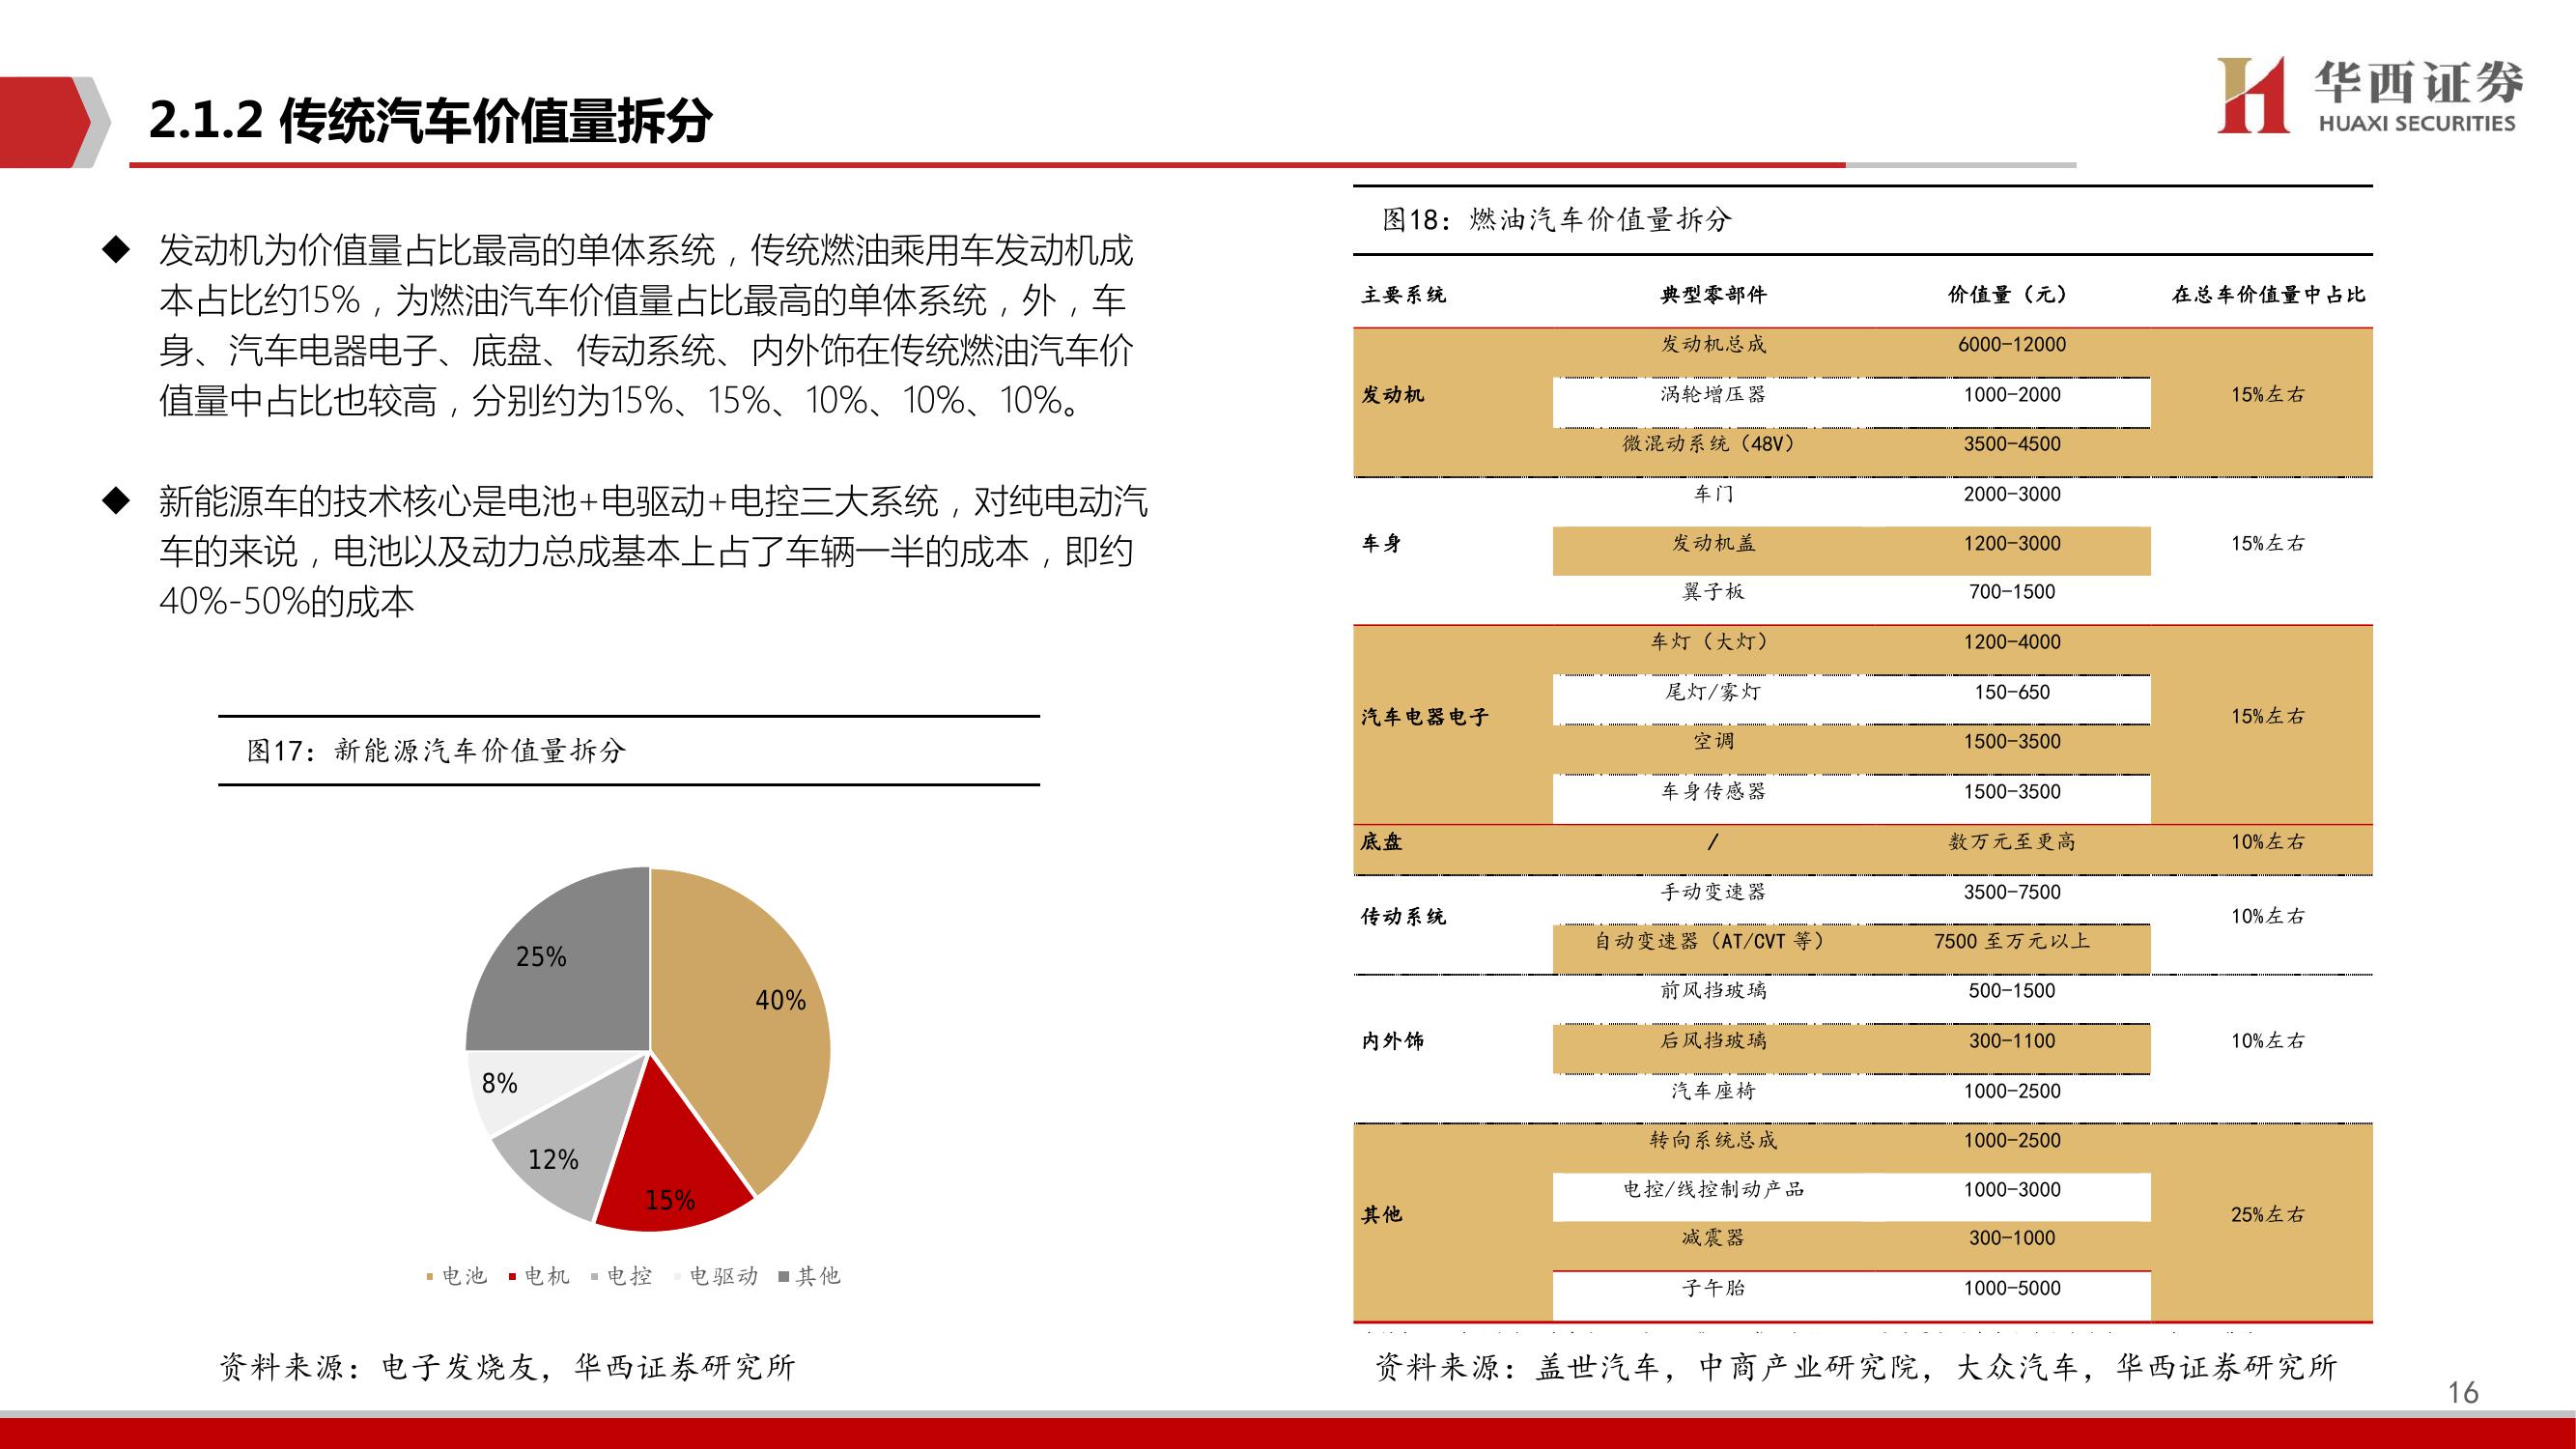 2.1.2 传统汽车价值量拆分
华西证券
HUAXI SECURITIES
◆ 发动机为价值量占比最高的单体系统，传统燃油乘用车发动机成
本占比约15%，为燃油汽车价值量占比最高的单体系统，外，车
身、汽车电器电子、底盘、传动系统、内外饰在传统燃油汽车价
值量中占比也较高，分别约为15%、15%、10%、10%、10%。
◆ 新能源车的技术核心是电池+电驱动+电控三大系统，对纯电动汽
车的来说，电池以及动力总成基本上占了车辆一半的成本，即约
40%-50%的成本
图17：新能源汽车价值量拆分
25%
40%
8%
12%
15%
电池 电机 电控 电驱动 其他
资料来源：电子发烧友，华西证券研究所
图18：燃油汽车价值量拆分
主要系统 典型零部件 价值量（元） 在总车价值量中占比
发动机总成 6000-12000
发动机 涡轮增压器 1000-2000 15%左右
微混动系统（48V） 3500-4500
车门 2000-3000
车身 发动机盖 1200-3000 15%左右
翼子板 700-1500
车灯（大灯） 1200-4000
尾灯/雾灯 150-650
汽车电器电子 15%左右
空调 1500-3500
车身传感器 1500-3500
底盘 / 数万元至更高 10%左右
手动变速器 3500-7500
传动系统 10%左右
自动变速器（AT/CVT 等） 7500 至万元以上
前风挡玻璃 500-1500
内外饰 后风挡玻璃 300-1100 10%左右
汽车座椅 1000-2500
转向系统总成 1000-2500
电控/线控制动产品 1000-3000
其他 25%左右
减震器 300-1000
子午胎 1000-5000
资料来源：盖世汽车，中商产业研究院，大众汽车，华西证券研究所
16